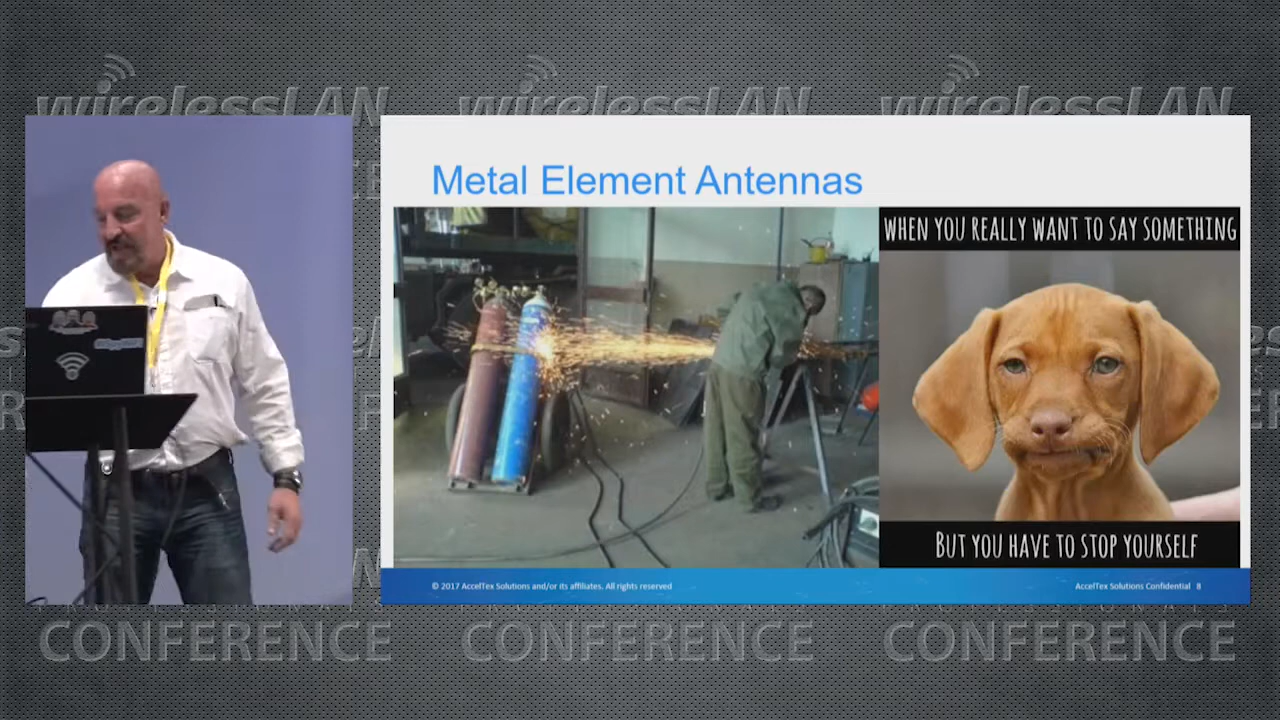 wirelessLAN wirelessLAN wirelessLAN
Metal Element Antennas
WHEN YOU REALLY WANT TO SAY SOMETHING
BUT YOU HAVE TO STOP YOURSELF
© 2017 AccelTex Solutions and/or its affiliates. All rights reserved
AccelTex Solutions Confidential 8
CONFERENCE CONFERENCE CONFERENCE